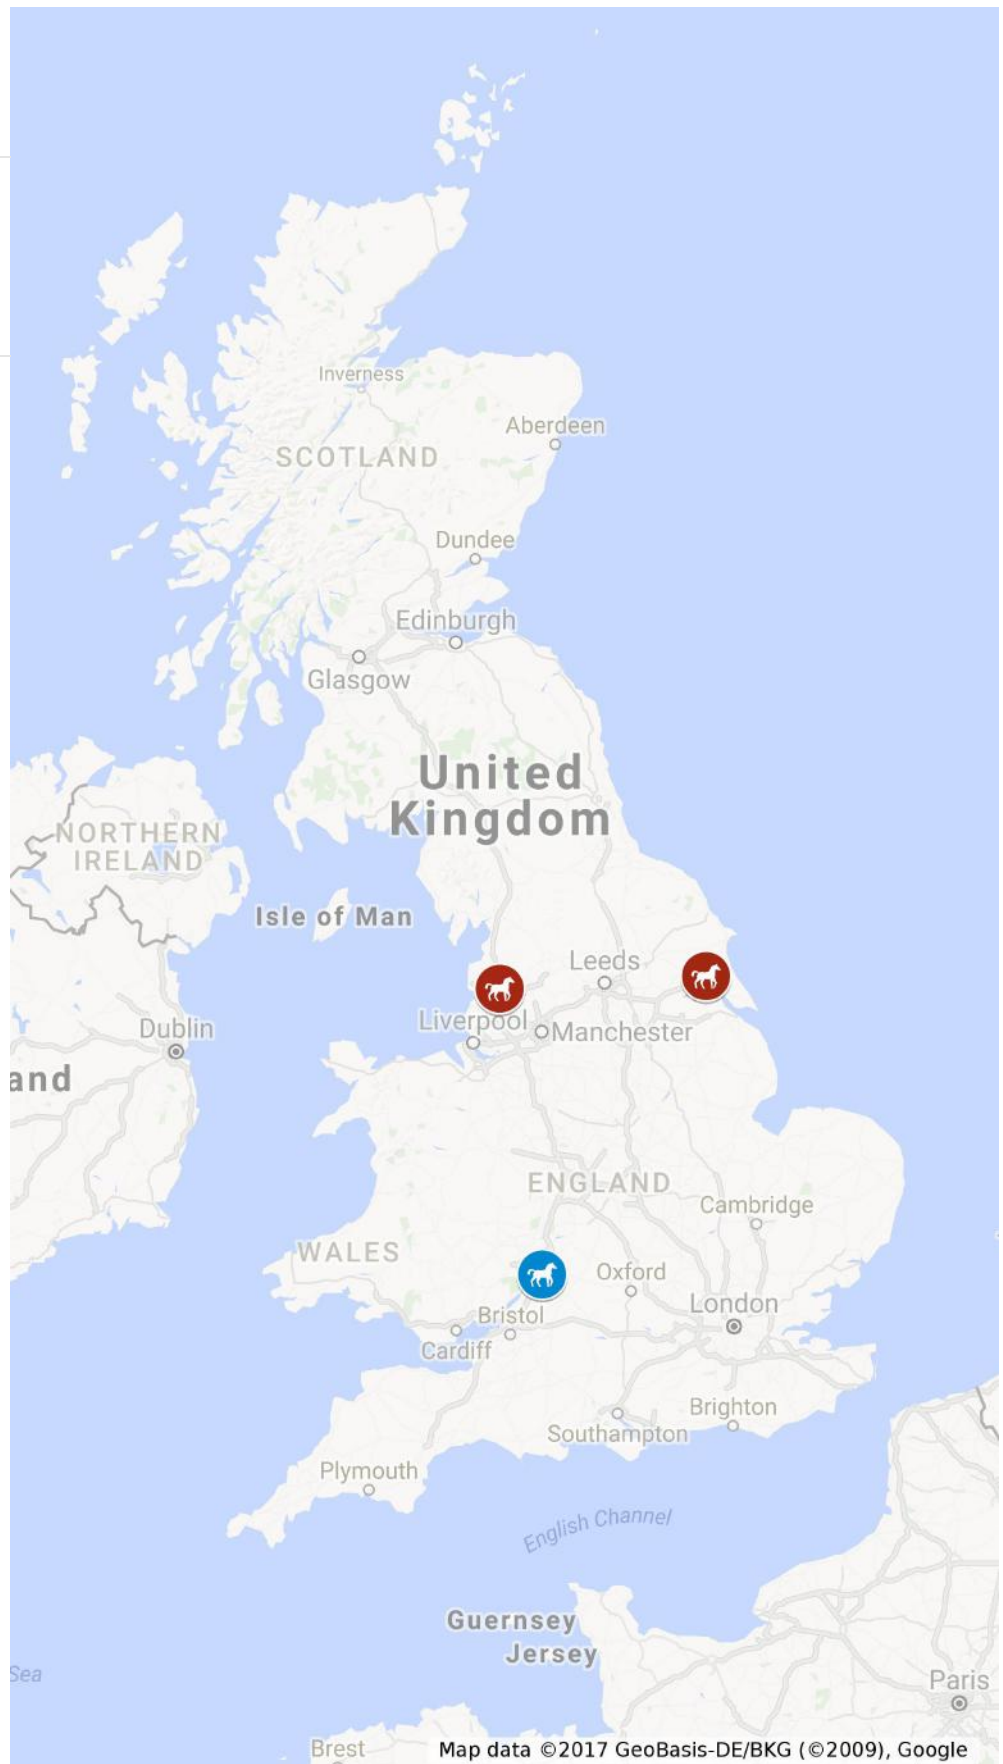 Inverness
Aberdeen
SCOTLAND
Dundee
Edinburgh
Glasgow
United
Kingdom
NORTHERN
IRELAND
Isle of Man
Leeds
Liverpool
Manchester
Dublin
and
ENGLAND
Cambridge
WALES
Oxford
London
Bristol
Cardiff
Brighton
Southampton
Plymouth
English Channel
Guernsey
Jersey
Sea
Paris
Brest
Map data ©2017 GeoBasis-DE/BKG (©2009), Google